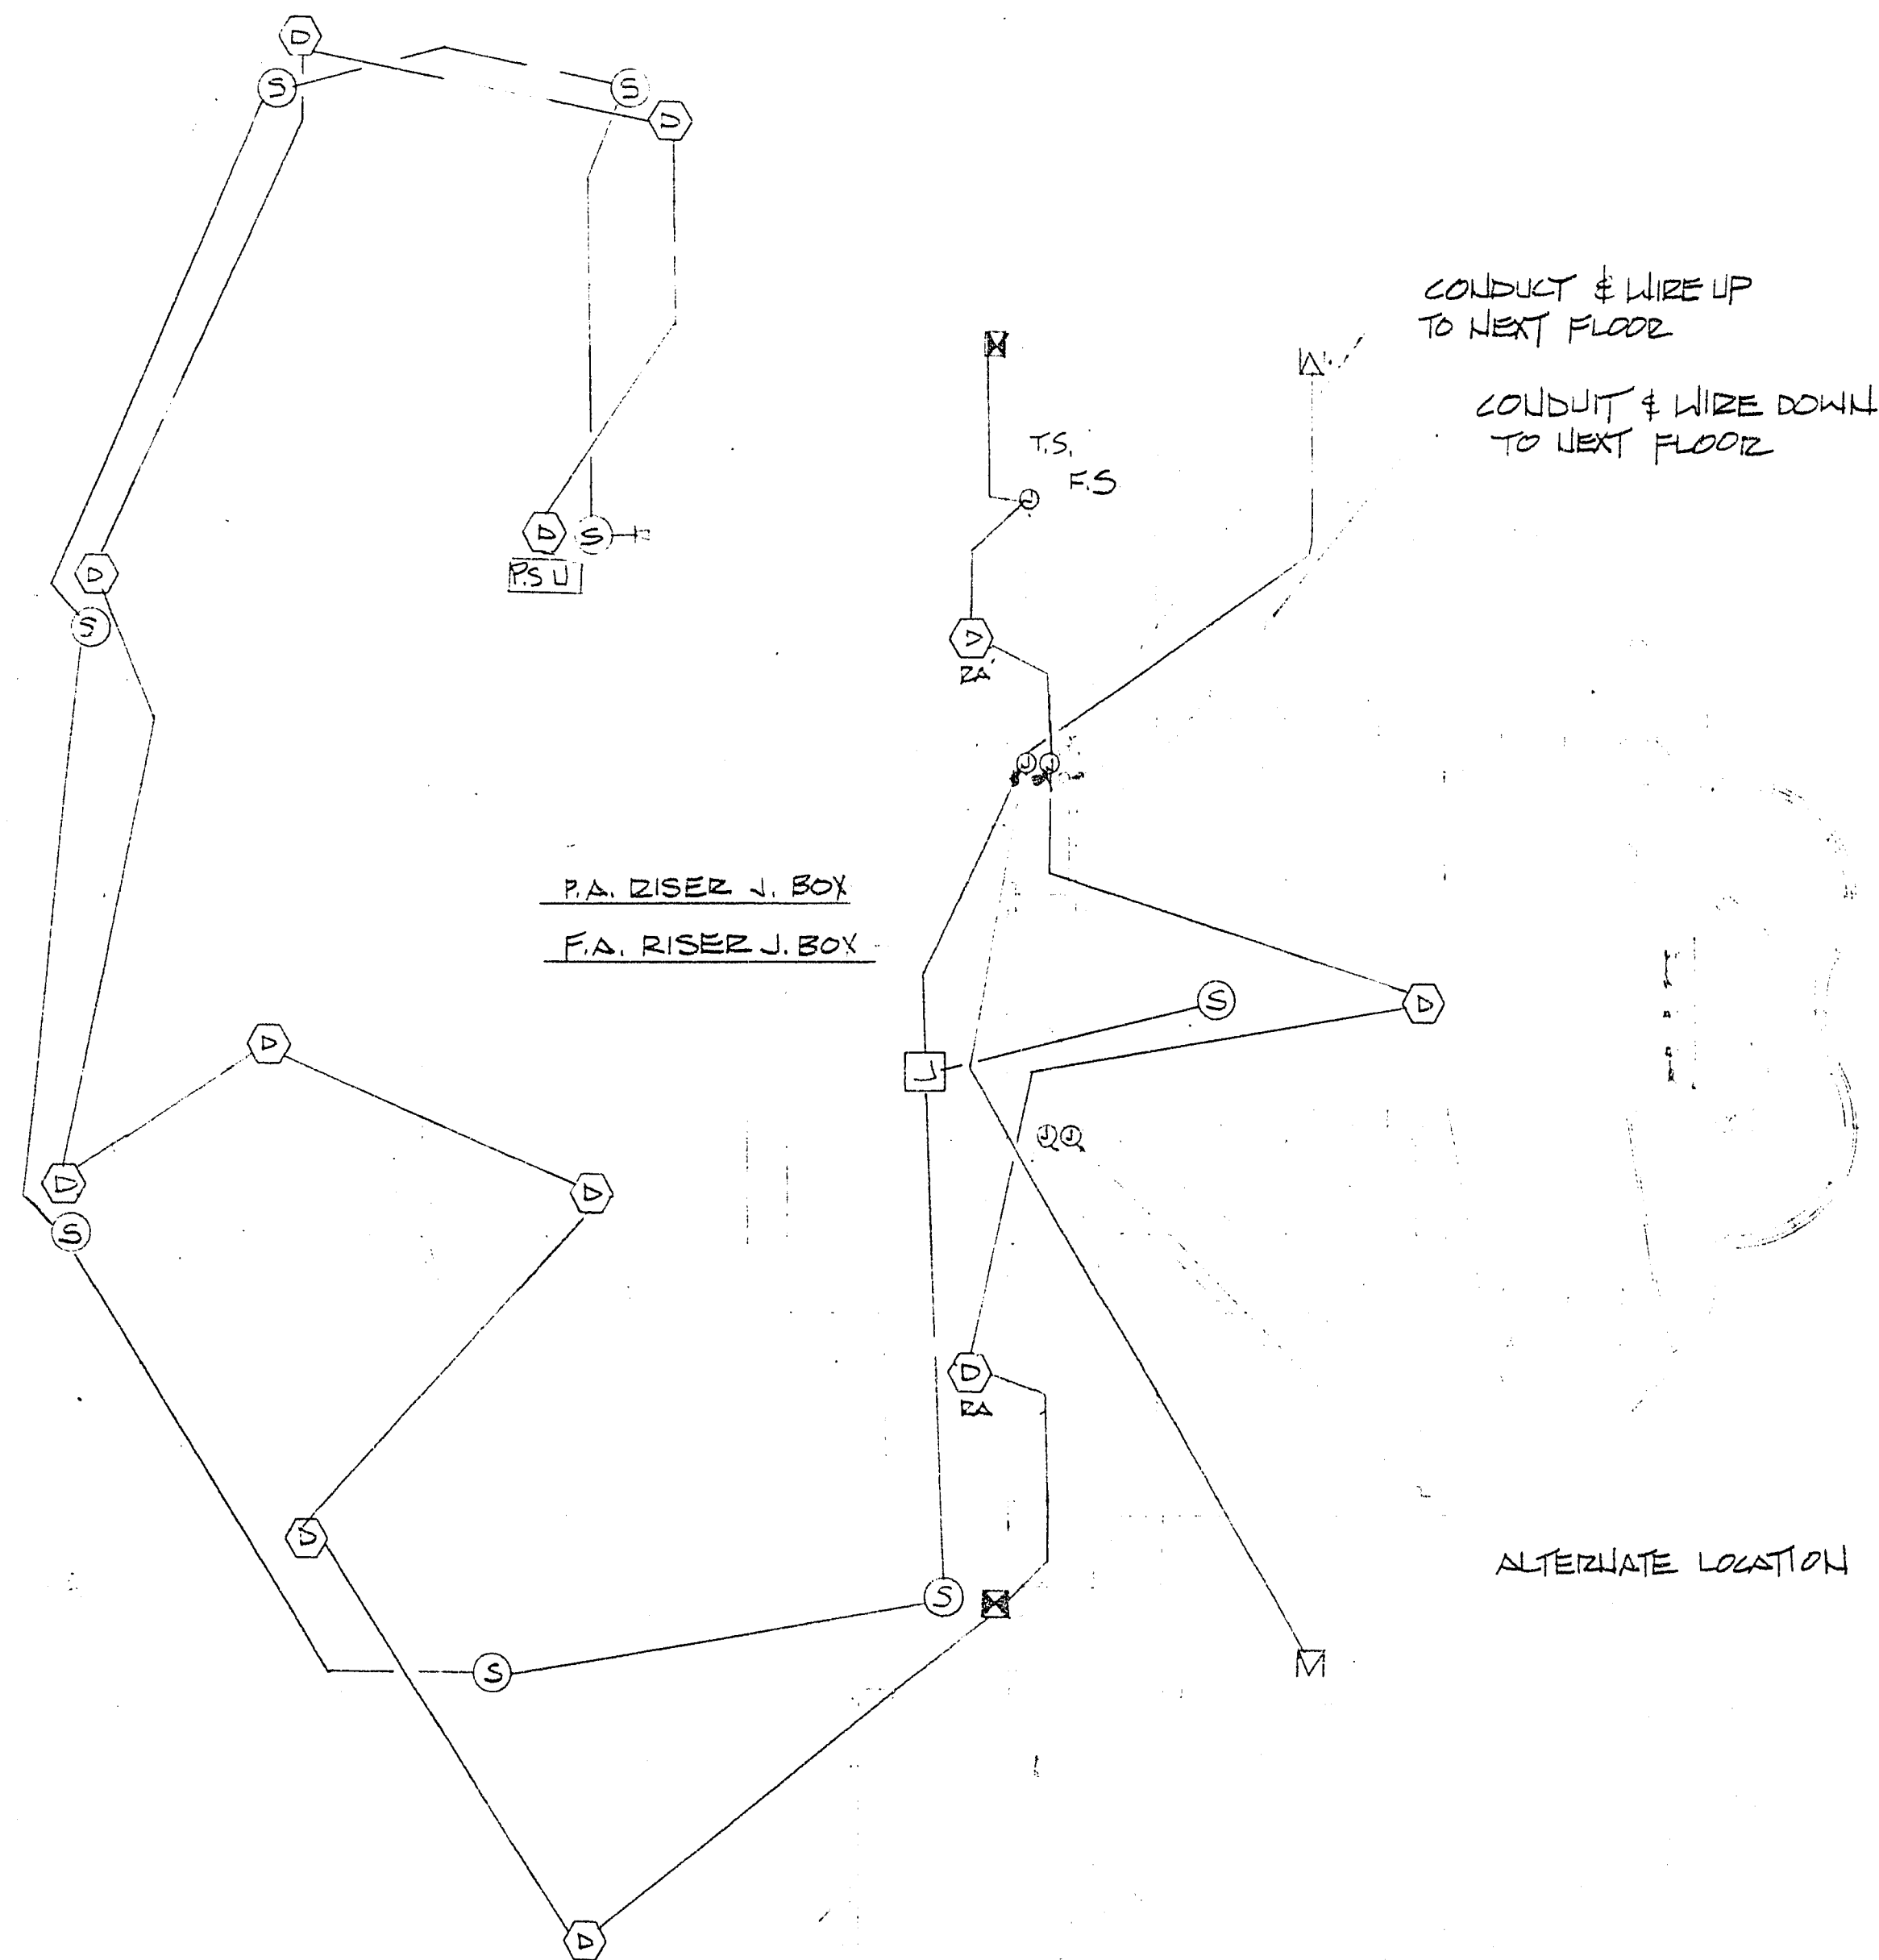 D
S
S
D
CONDUCT & WIRE UP
TO NEXT FLOOR
CONDUIT & WIRE DOWN
TO NEXT FLOOR
T.S.
F.S
J
D
S
P.S U
D
S
D
RA
J J
P.A. RISER J. BOX
F.A. RISER J. BOX
S
D
D
J
J J
D
D
S
D
RA
D
ALTERNATE LOCATION
S
S
D